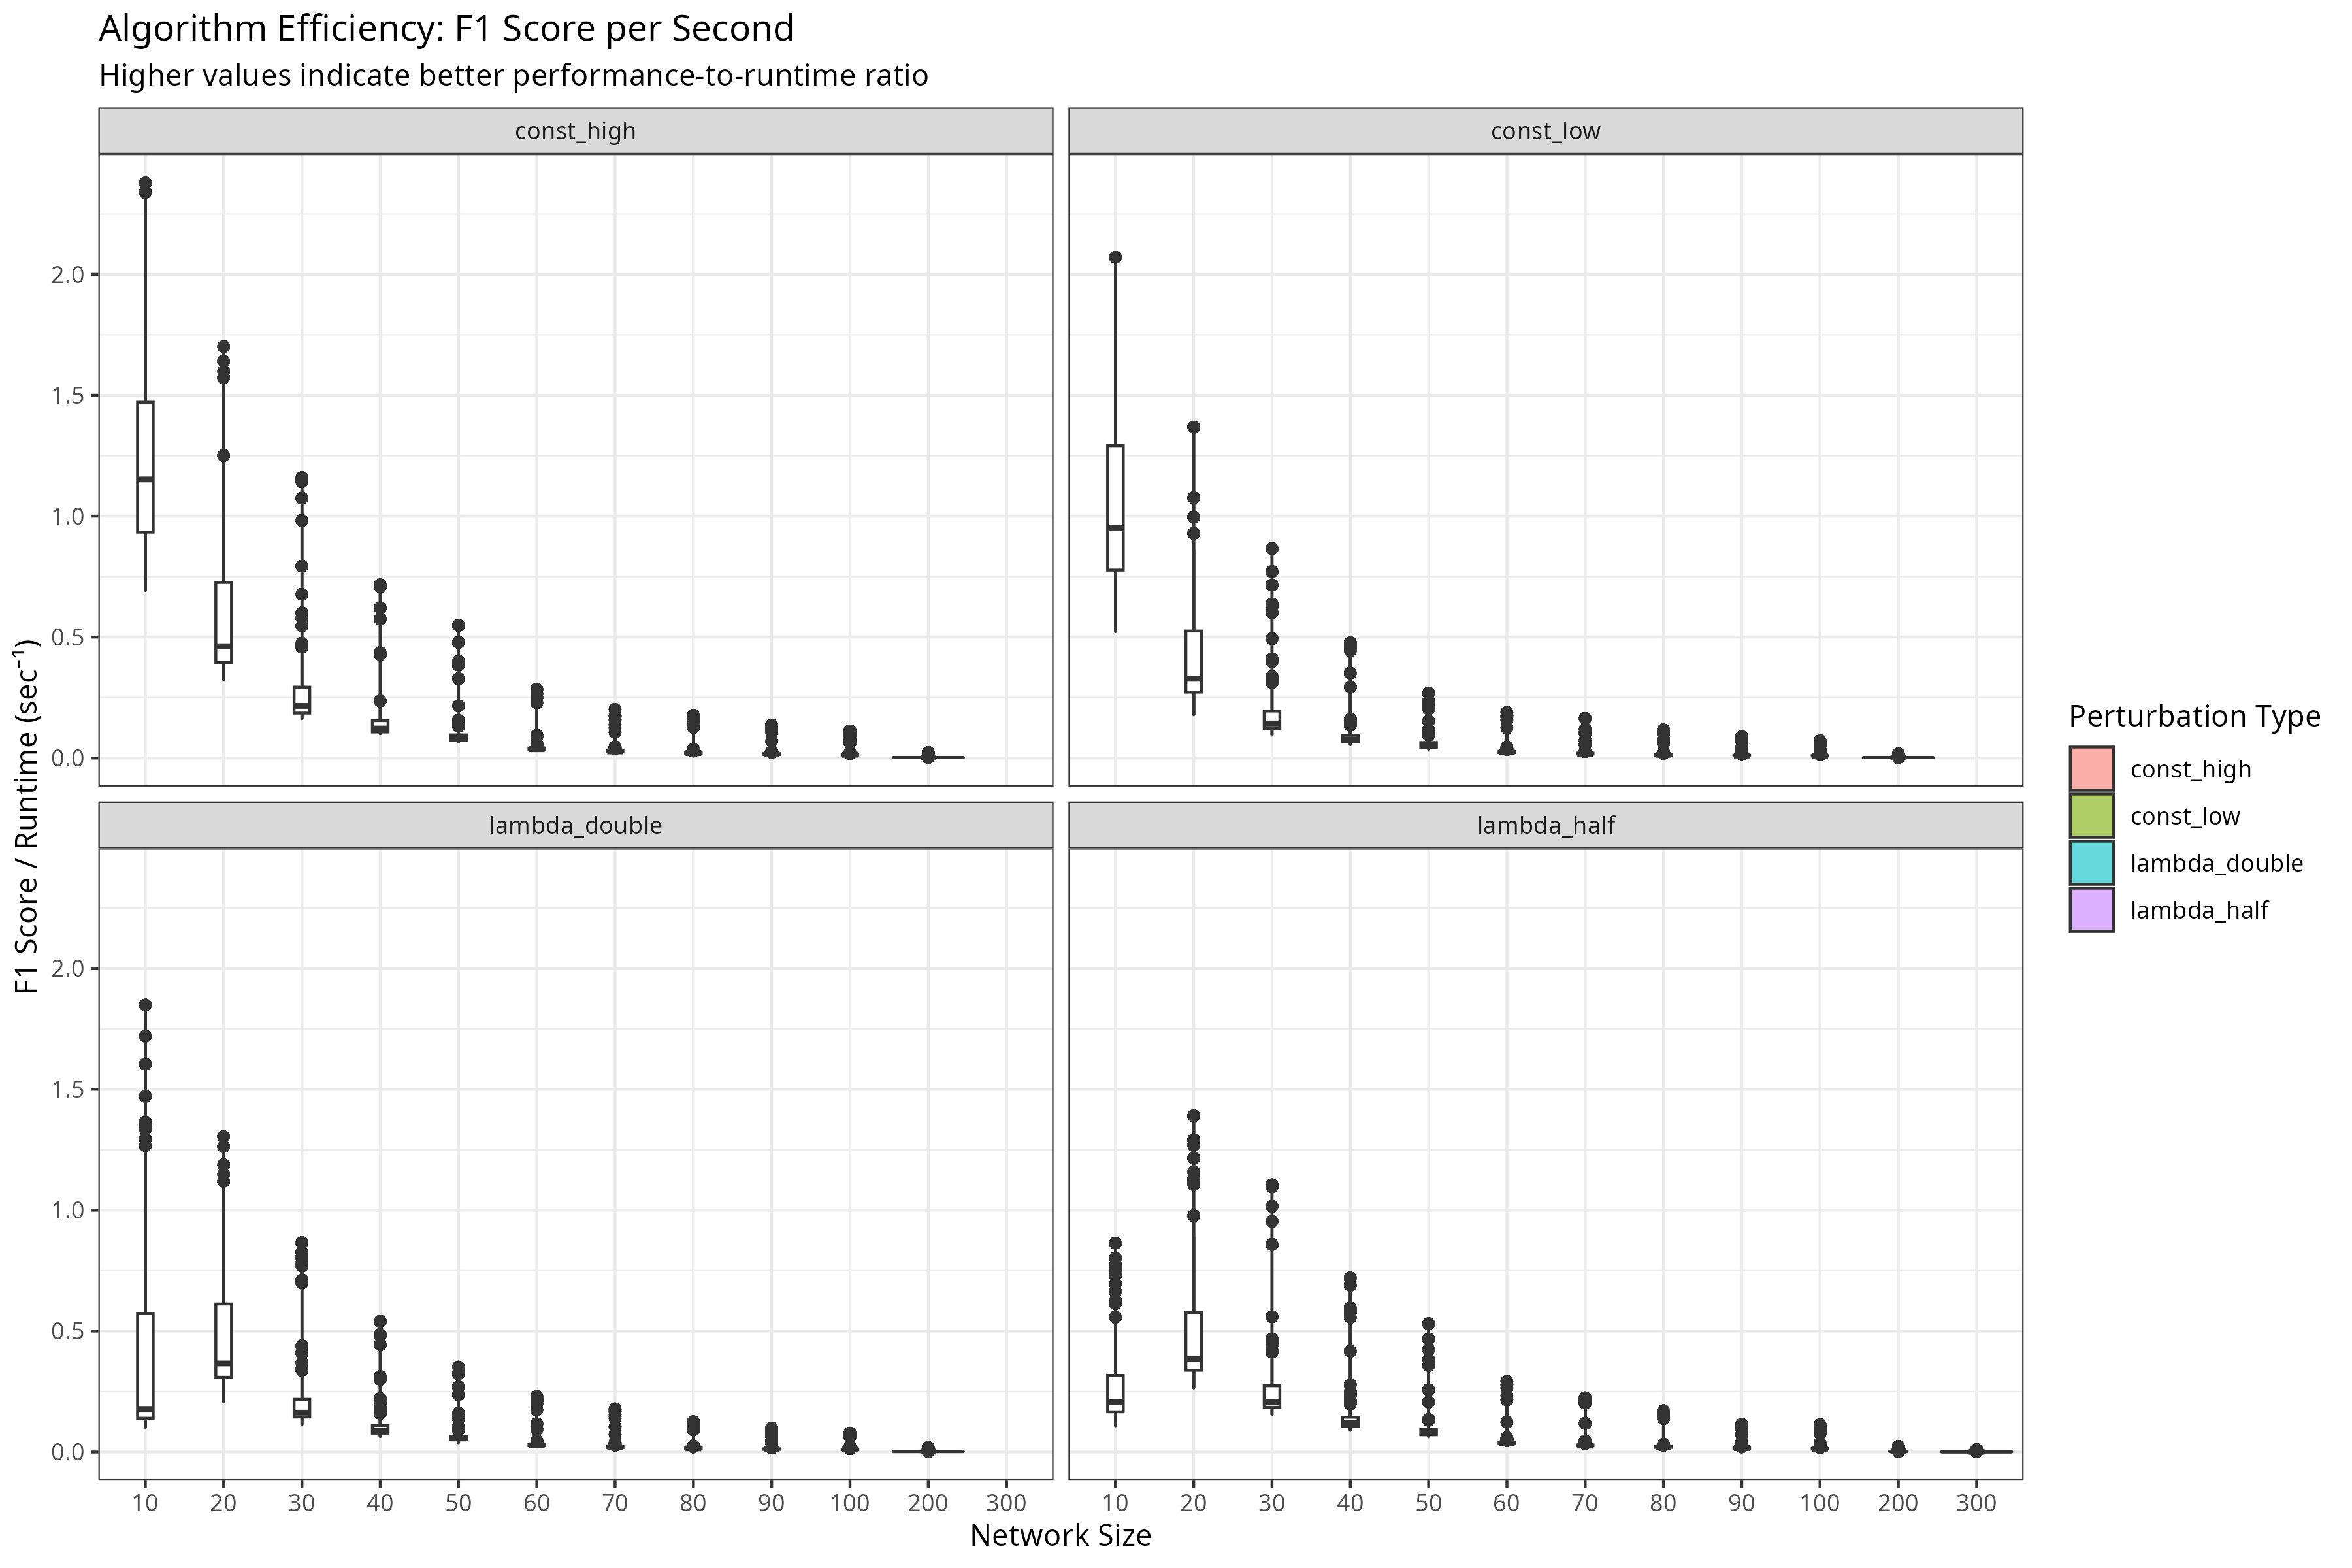 Algorithm Efficiency: F1 Score per Second
Higher values indicate better performance-to-runtime ratio
const_high
const_low
2.0
1.5
1.0
0.5
0.0
lambda_double
lambda_half
2.0
1.5
1.0
0.5
0.0
10 20 30 40 50 60 70 80 90 100 200 300
10 20 30 40 50 60 70 80 90 100 200 300
Network Size
F1 Score / Runtime (sec⁻¹)
Perturbation Type
const_high
const_low
lambda_double
lambda_half